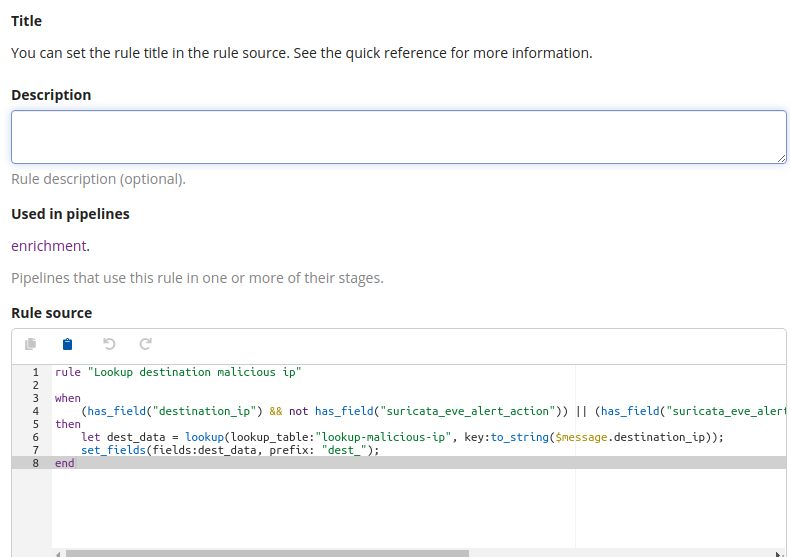 Title
You can set the rule title in the rule source. See the quick reference for more information.
Description
Rule description (optional).
Used in pipelines
enrichment.
Pipelines that use this rule in one or more of their stages.
Rule source
1 rule "Lookup destination malicious ip"
2
3 when
4     (has_field("destination_ip") && not has_field("suricata_eve_alert_action")) || (has_field("suricata_eve_alert
5 then
6     let dest_data = lookup(lookup_table:"lookup-malicious-ip", key:to_string($message.destination_ip));
7     set_fields(fields:dest_data, prefix: "dest_");
8 end